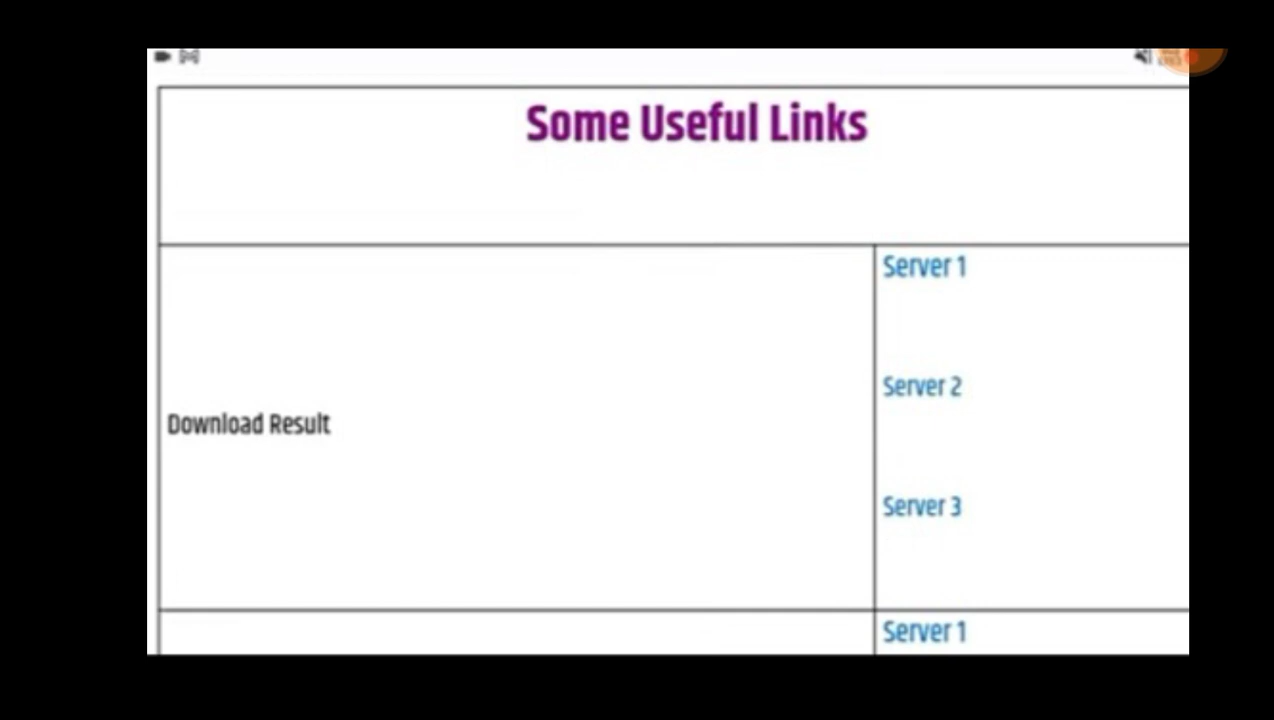 Some Useful Links
Server 1
Server 2
Download Result
Server 3
Server 1